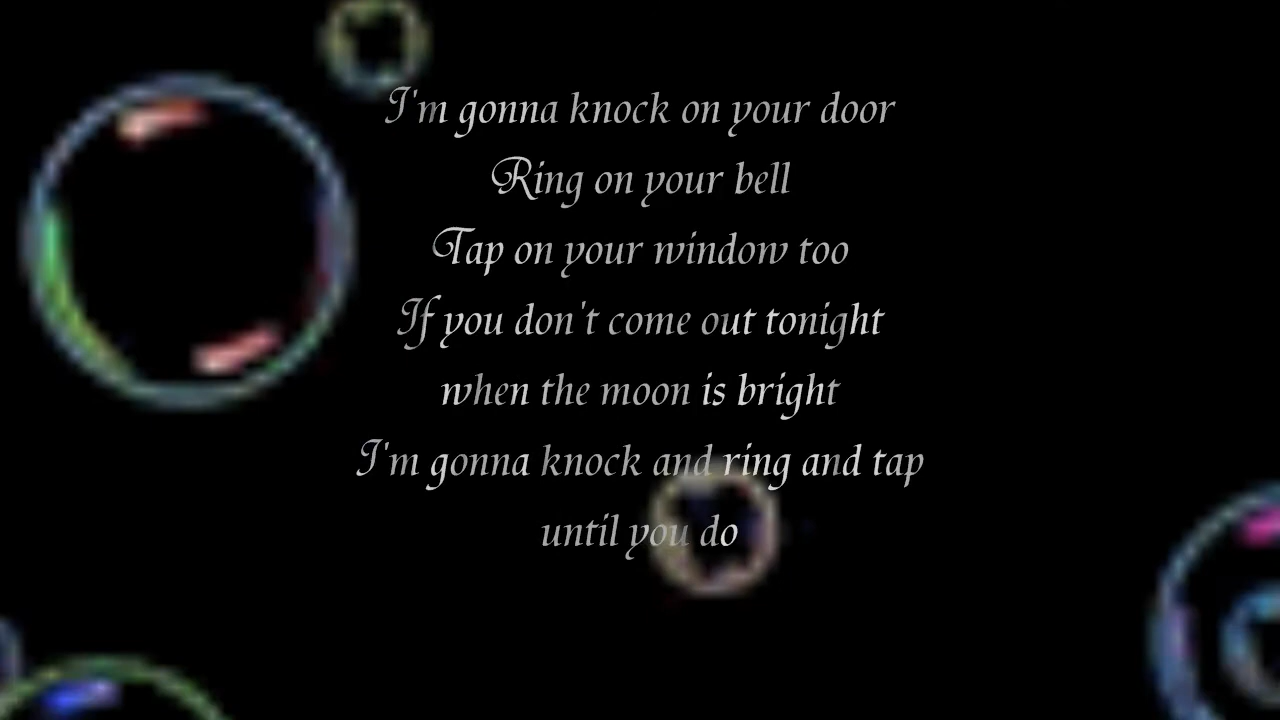 I'm gonna knock on your door
Ring on your bell
Tap on your window too
If you don't come out tonight
when the moon is bright
I'm gonna knock and ring and tap
until you do